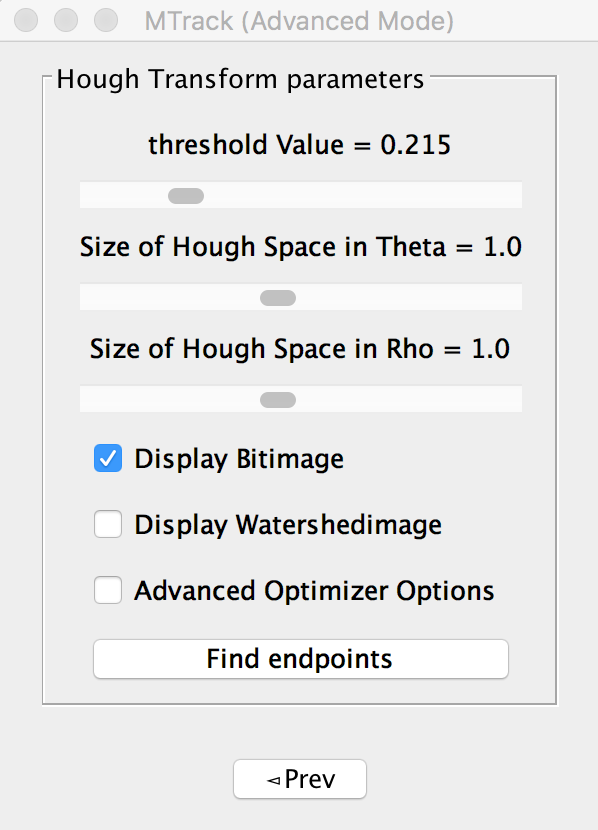 MTrack (Advanced Mode)
Hough Transform parameters
threshold Value = 0.215
Size of Hough Space in Theta = 1.0
Size of Hough Space in Rho = 1.0
Display Bitimage
Display Watershedimage
Advanced Optimizer Options
Find endpoints
◅Prev